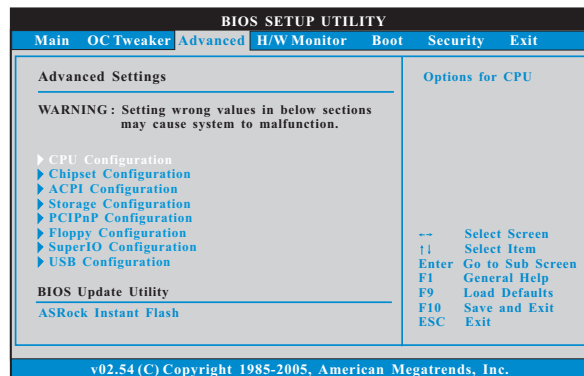 BIOS SETUP UTILITY
Main OC Tweaker Advanced H/W Monitor Boot Security Exit
Advanced Settings
WARNING : Setting wrong values in below sections
may cause system to malfunction.
CPU Configuration
Chipset Configuration
ACPI Configuration
Storage Configuration
PCIPnP Configuration
Floppy Configuration
SuperIO Configuration
USB Configuration
BIOS Update Utility
ASRock Instant Flash
Options for CPU
←→ Select Screen
↑↓ Select Item
Enter Go to Sub Screen
F1 General Help
F9 Load Defaults
F10 Save and Exit
ESC Exit
v02.54 (C) Copyright 1985-2005, American Megatrends, Inc.